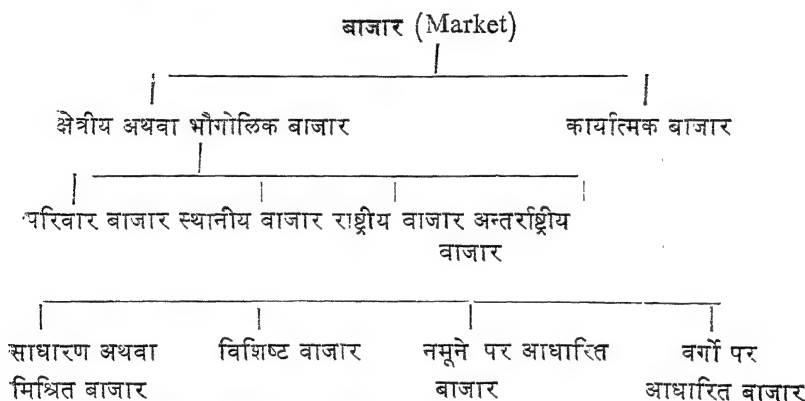 बाजार (Market)
क्षेत्रीय अथवा भौगोलिक बाजार कार्यात्मक बाजार
परिवार बाजार स्थानीय बाजार राष्ट्रीय बाजार अन्तर्राष्ट्रीय
बाजार
साधारण अथवा विशिष्ट बाजार नमूने पर आधारित वर्गो पर
मिश्रित बाजार बाजार आधारित बाजार